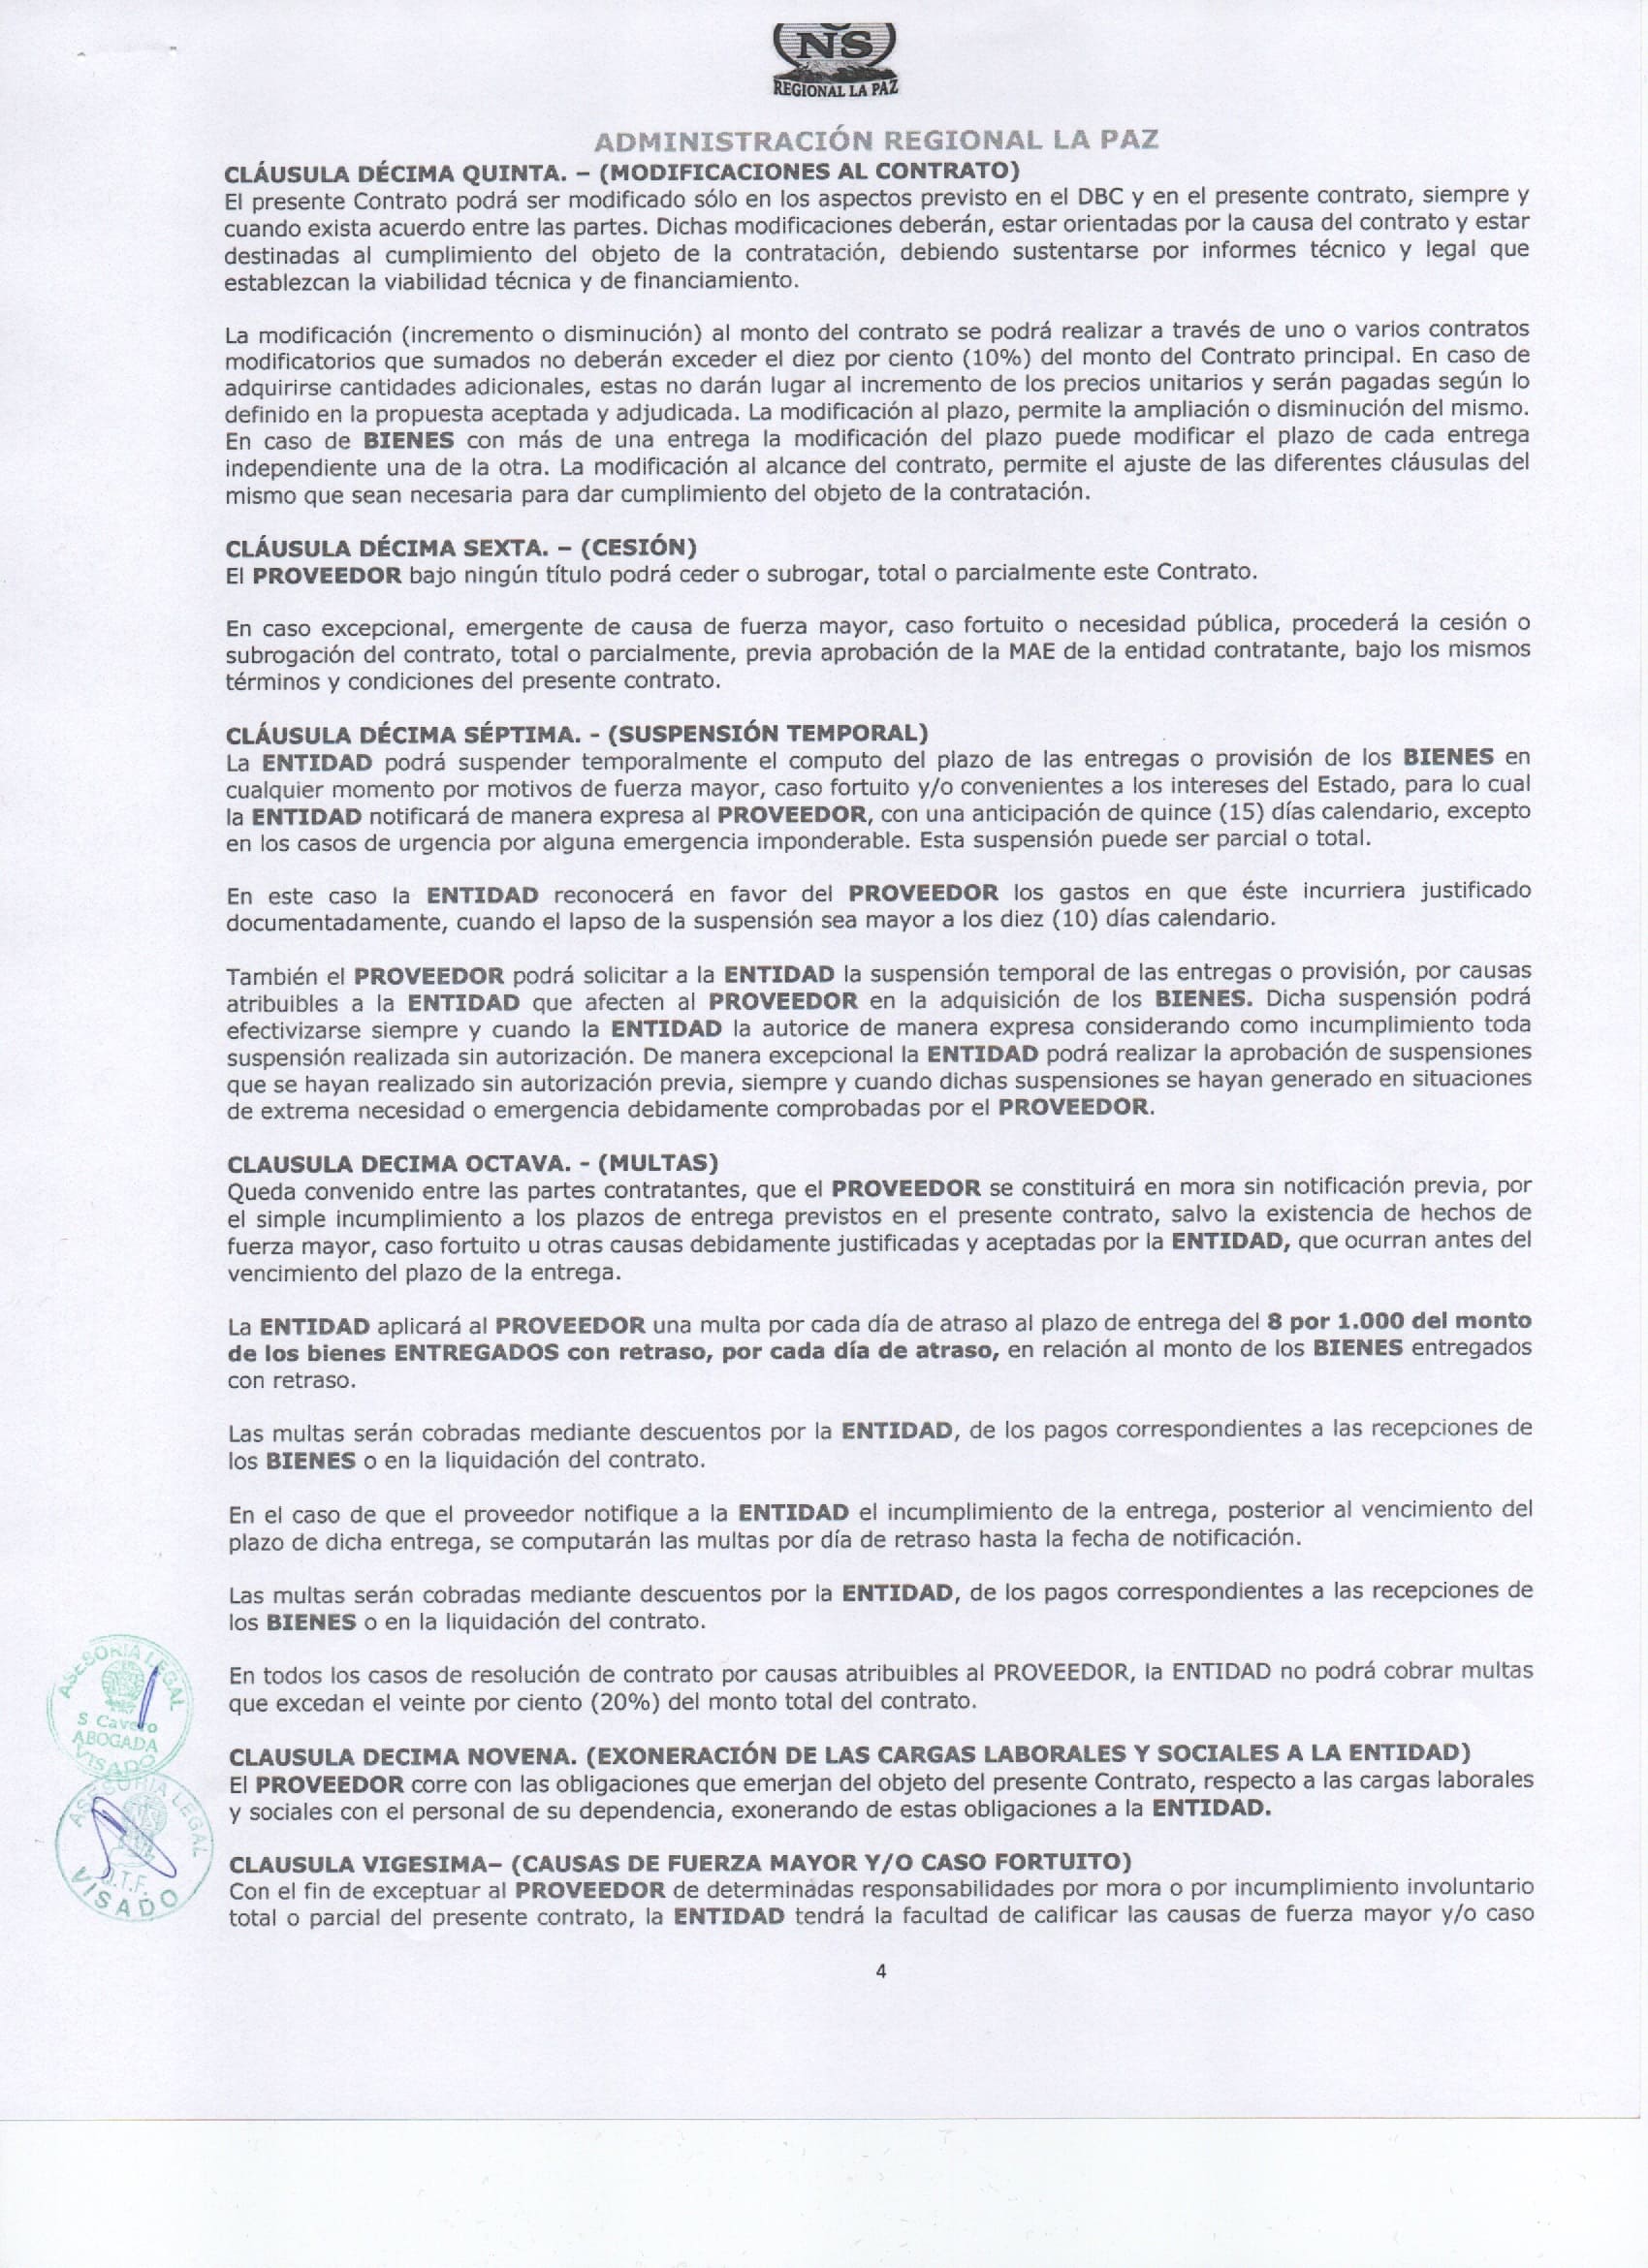 NS
REGIONAL LA PAZ
ADMINISTRACIÓN REGIONAL LA PAZ
CLÁUSULA DÉCIMA QUINTA. – (MODIFICACIONES AL CONTRATO)
El presente Contrato podrá ser modificado sólo en los aspectos previsto en el DBC y en el presente contrato, siempre y
cuando exista acuerdo entre las partes. Dichas modificaciones deberán, estar orientadas por la causa del contrato y estar
destinadas al cumplimiento del objeto de la contratación, debiendo sustentarse por informes técnico y legal que
establezcan la viabilidad técnica y de financiamiento.
La modificación (incremento o disminución) al monto del contrato se podrá realizar a través de uno o varios contratos
modificatorios que sumados no deberán exceder el diez por ciento (10%) del monto del Contrato principal. En caso de
adquirirse cantidades adicionales, estas no darán lugar al incremento de los precios unitarios y serán pagadas según lo
definido en la propuesta aceptada y adjudicada. La modificación al plazo, permite la ampliación o disminución del mismo.
En caso de BIENES con más de una entrega la modificación del plazo puede modificar el plazo de cada entrega
independiente una de la otra. La modificación al alcance del contrato, permite el ajuste de las diferentes cláusulas del
mismo que sean necesaria para dar cumplimiento del objeto de la contratación.
CLÁUSULA DÉCIMA SEXTA. – (CESIÓN)
El PROVEEDOR bajo ningún título podrá ceder o subrogar, total o parcialmente este Contrato.
En caso excepcional, emergente de causa de fuerza mayor, caso fortuito o necesidad pública, procederá la cesión o
subrogación del contrato, total o parcialmente, previa aprobación de la MAE de la entidad contratante, bajo los mismos
términos y condiciones del presente contrato.
CLÁUSULA DÉCIMA SÉPTIMA. - (SUSPENSIÓN TEMPORAL)
La ENTIDAD podrá suspender temporalmente el computo del plazo de las entregas o provisión de los BIENES en
cualquier momento por motivos de fuerza mayor, caso fortuito y/o convenientes a los intereses del Estado, para lo cual
la ENTIDAD notificará de manera expresa al PROVEEDOR, con una anticipación de quince (15) días calendario, excepto
en los casos de urgencia por alguna emergencia imponderable. Esta suspensión puede ser parcial o total.
En este caso la ENTIDAD reconocerá en favor del PROVEEDOR los gastos en que éste incurriera justificado
documentadamente, cuando el lapso de la suspensión sea mayor a los diez (10) días calendario.
También el PROVEEDOR podrá solicitar a la ENTIDAD la suspensión temporal de las entregas o provisión, por causas
atribuibles a la ENTIDAD que afecten al PROVEEDOR en la adquisición de los BIENES. Dicha suspensión podrá
efectivizarse siempre y cuando la ENTIDAD la autorice de manera expresa considerando como incumplimiento toda
suspensión realizada sin autorización. De manera excepcional la ENTIDAD podrá realizar la aprobación de suspensiones
que se hayan realizado sin autorización previa, siempre y cuando dichas suspensiones se hayan generado en situaciones
de extrema necesidad o emergencia debidamente comprobadas por el PROVEEDOR.
CLAUSULA DECIMA OCTAVA. - (MULTAS)
Queda convenido entre las partes contratantes, que el PROVEEDOR se constituirá en mora sin notificación previa, por
el simple incumplimiento a los plazos de entrega previstos en el presente contrato, salvo la existencia de hechos de
fuerza mayor, caso fortuito u otras causas debidamente justificadas y aceptadas por la ENTIDAD, que ocurran antes del
vencimiento del plazo de la entrega.
La ENTIDAD aplicará al PROVEEDOR una multa por cada día de atraso al plazo de entrega del 8 por 1.000 del monto
de los bienes ENTREGADOS con retraso, por cada día de atraso, en relación al monto de los BIENES entregados
con retraso.
Las multas serán cobradas mediante descuentos por la ENTIDAD, de los pagos correspondientes a las recepciones de
los BIENES o en la liquidación del contrato.
En el caso de que el proveedor notifique a la ENTIDAD el incumplimiento de la entrega, posterior al vencimiento del
plazo de dicha entrega, se computarán las multas por día de retraso hasta la fecha de notificación.
Las multas serán cobradas mediante descuentos por la ENTIDAD, de los pagos correspondientes a las recepciones de
los BIENES o en la liquidación del contrato.
En todos los casos de resolución de contrato por causas atribuibles al PROVEEDOR, la ENTIDAD no podrá cobrar multas
que excedan el veinte por ciento (20%) del monto total del contrato.
ASESORIA LEGAL
S. Cavero
ABOGADA
VISADO
CLAUSULA DECIMA NOVENA. (EXONERACIÓN DE LAS CARGAS LABORALES Y SOCIALES A LA ENTIDAD)
El PROVEEDOR corre con las obligaciones que emerjan del objeto del presente Contrato, respecto a las cargas laborales
y sociales con el personal de su dependencia, exonerando de estas obligaciones a la ENTIDAD.
ASESORIA LEGAL
VISADO
CLAUSULA VIGESIMA– (CAUSAS DE FUERZA MAYOR Y/O CASO FORTUITO)
Con el fin de exceptuar al PROVEEDOR de determinadas responsabilidades por mora o por incumplimiento involuntario
total o parcial del presente contrato, la ENTIDAD tendrá la facultad de calificar las causas de fuerza mayor y/o caso
4